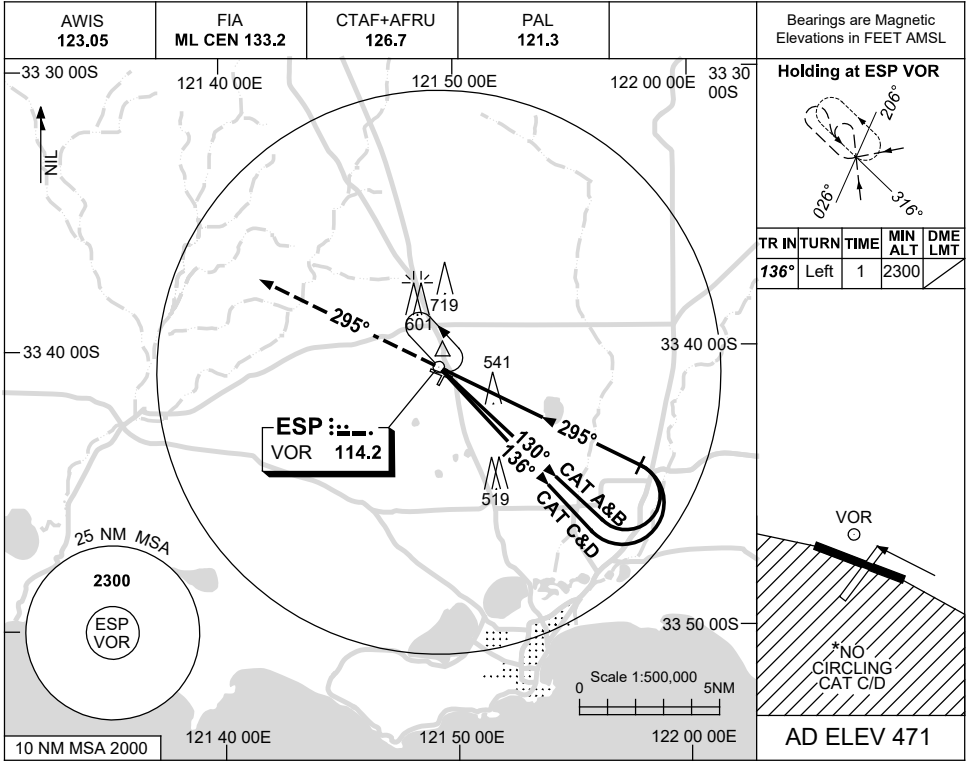 AWIS
123.05
FIA
ML CEN 133.2
CTAF+AFRU
126.7
PAL
121.3
Bearings are Magnetic
Elevations in FEET AMSL
33 30 00S
121 40 00E
121 50 00E
122 00 00E
33 30
00S
NIL
295°
719
601
33 40 00S
33 40 00S
541
ESP
VOR 114.2
295°
130° CAT A&B
136° CAT C&D
519
25 NM MSA
2300
ESP
VOR
33 50 00S
Scale 1:500,000
0 5NM
10 NM MSA 2000
121 40 00E
121 50 00E
122 00 00E
Holding at ESP VOR
206°
026°
316°
TR IN TURN TIME MIN ALT DME LMT
136° Left 1 2300
VOR
*NO
CIRCLING
CAT C/D
AD ELEV 471